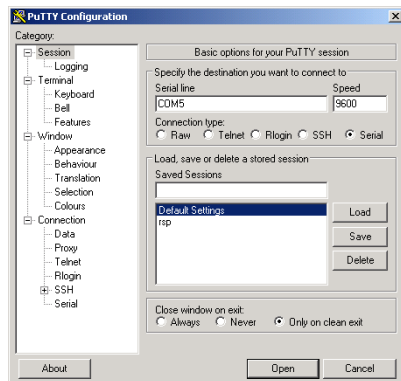 PuTTY Configuration
Category:
Session
Logging
Terminal
Keyboard
Bell
Features
Window
Appearance
Behaviour
Translation
Selection
Colours
Connection
Data
Proxy
Telnet
Rlogin
SSH
Serial
Basic options for your PuTTY session
Specify the destination you want to connect to
Serial line Speed
COM5 9600
Connection type:
Raw Telnet Rlogin SSH Serial
Load, save or delete a stored session
Saved Sessions
Default Settings
rsp
Load
Save
Delete
Close window on exit:
Always Never Only on clean exit
About Open Cancel